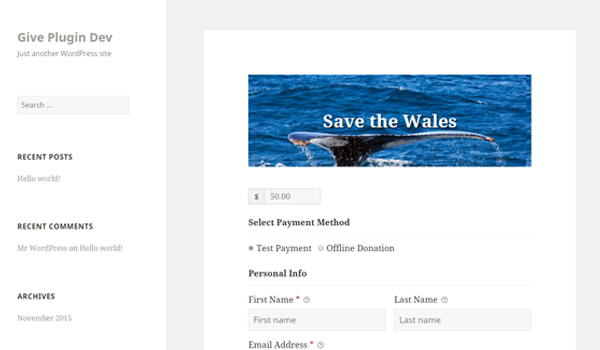 Give Plugin Dev
Just another WordPress site
Search ...
RECENT POSTS
Hello world!
RECENT COMMENTS
Mr WordPress on Hello world!
ARCHIVES
November 2015
Save the Wales
$ 50.00
Select Payment Method
Test Payment Offline Donation
Personal Info
First Name * Last Name
First name Last name
Email Address *